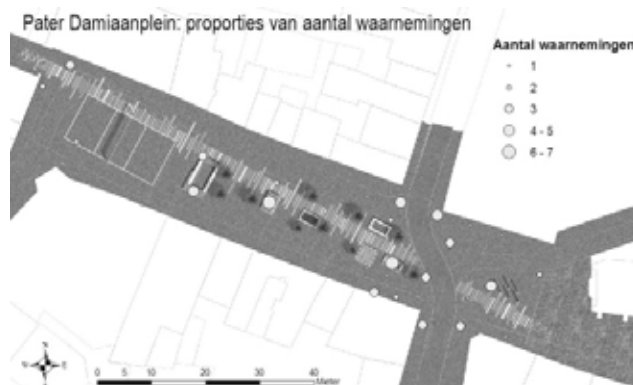 Pater Damiaanplein: proporties van aantal waarnemingen
Aantal waarnemingen
1
2
3
4 - 5
6 - 7
N
W E
S
0 5 10 20 30 40
Meter